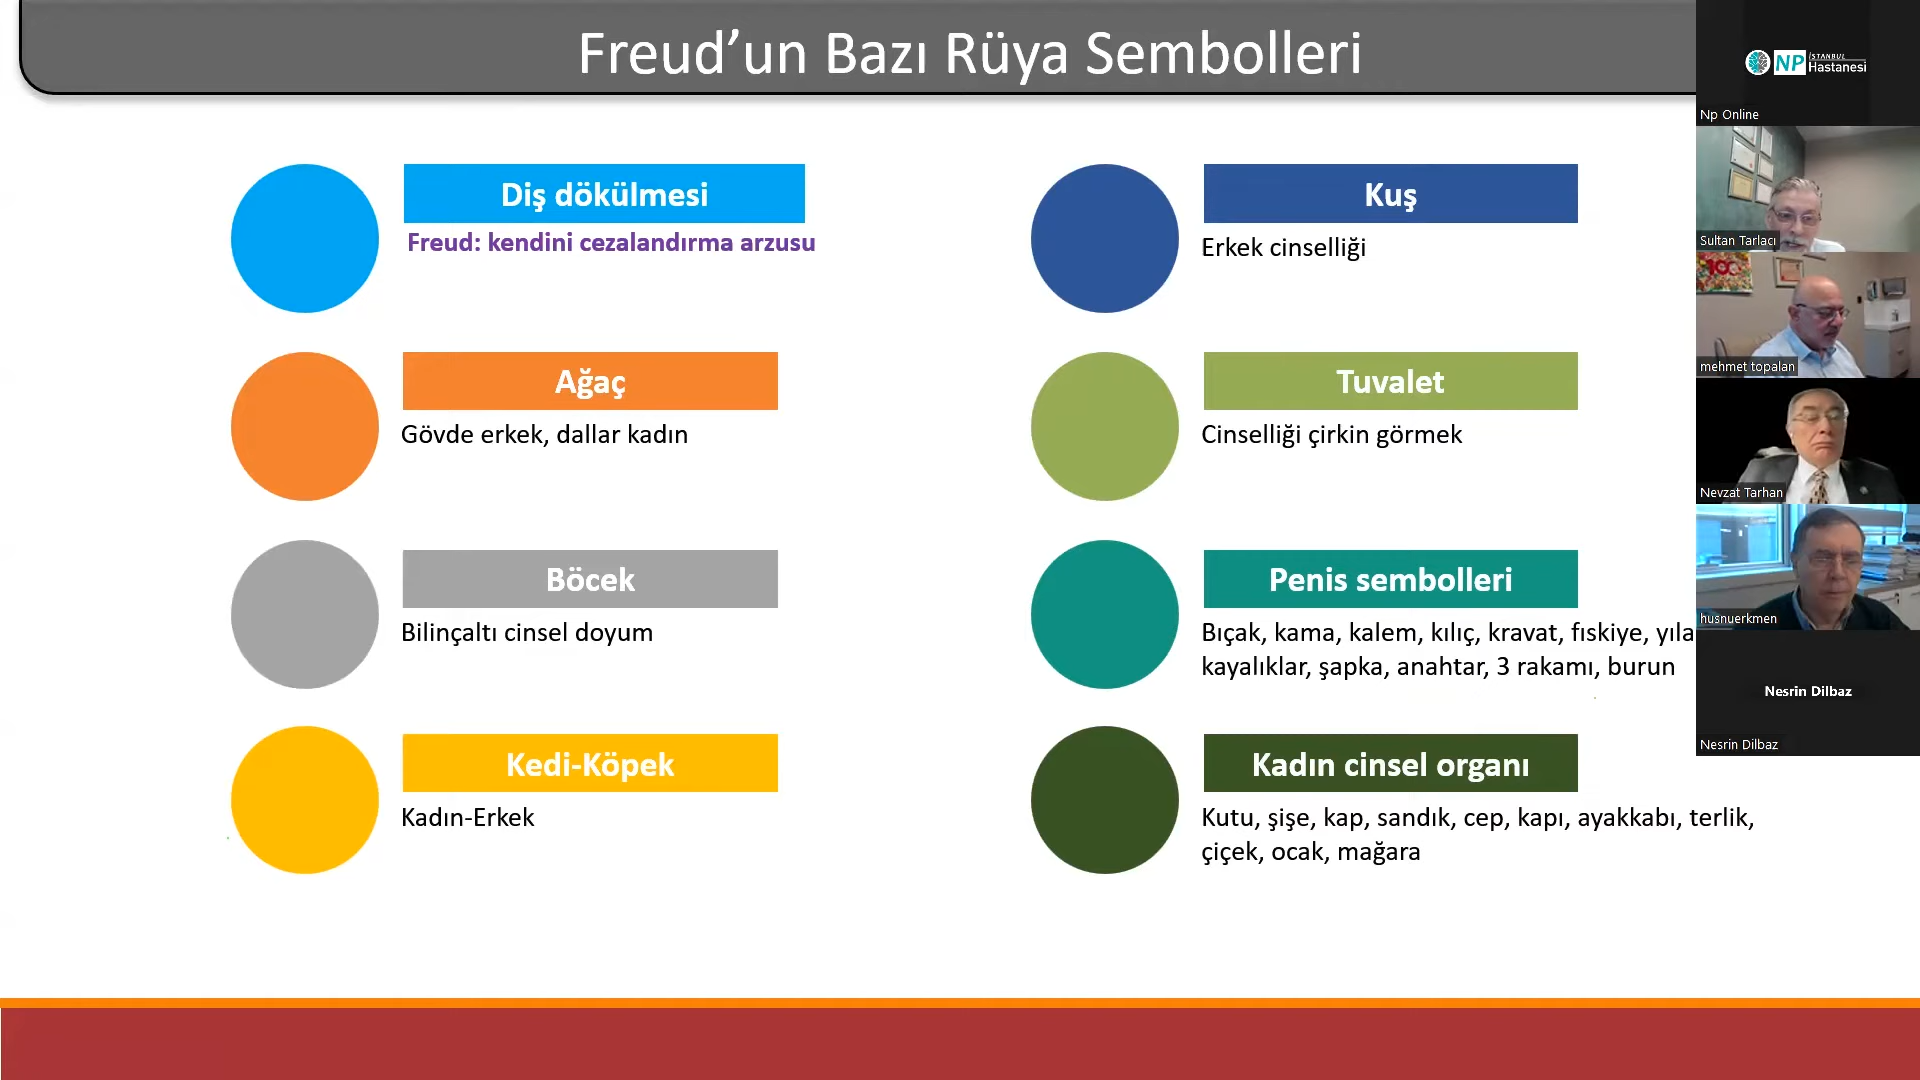 Freud’un Bazı Rüya Sembolleri
Diş dökülmesi
Freud: kendini cezalandırma arzusu
Ağaç
Gövde erkek, dallar kadın
Böcek
Bilinçaltı cinsel doyum
Kedi-Köpek
Kadın-Erkek
Kuş
Erkek cinselliği
Tuvalet
Cinselliği çirkin görmek
Penis sembolleri
Bıçak, kama, kalem, kılıç, kravat, fıskiye,
kayalıklar, şapka, anahtar, 3 rakamı, burun
Kadın cinsel organı
Kutu, şişe, kap, sandık, cep, kapı, ayakkabı, terlik,
çiçek, ocak, mağara
NP İSTANBUL
Hastanesi
Np Online
Sultan Tarlacı
mehmet topalan
Nevzat Tarhan
husnuerkmen
Nesrin Dilbaz
Nesrin Dilbaz